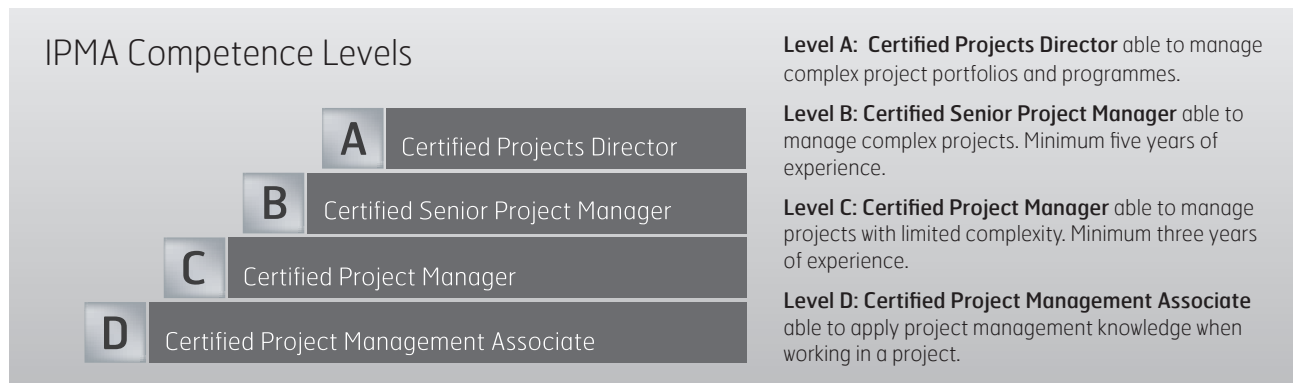 IPMA Competence Levels
A
Certified Projects Director
B
Certified Senior Project Manager
C
Certified Project Manager
D
Certified Project Management Associate
Level A: Certified Projects Director able to manage
complex project portfolios and programmes.
Level B: Certified Senior Project Manager able to
manage complex projects. Minimum five years of
experience.
Level C: Certified Project Manager able to manage
projects with limited complexity. Minimum three years
of experience.
Level D: Certified Project Management Associate
able to apply project management knowledge when
working in a project.